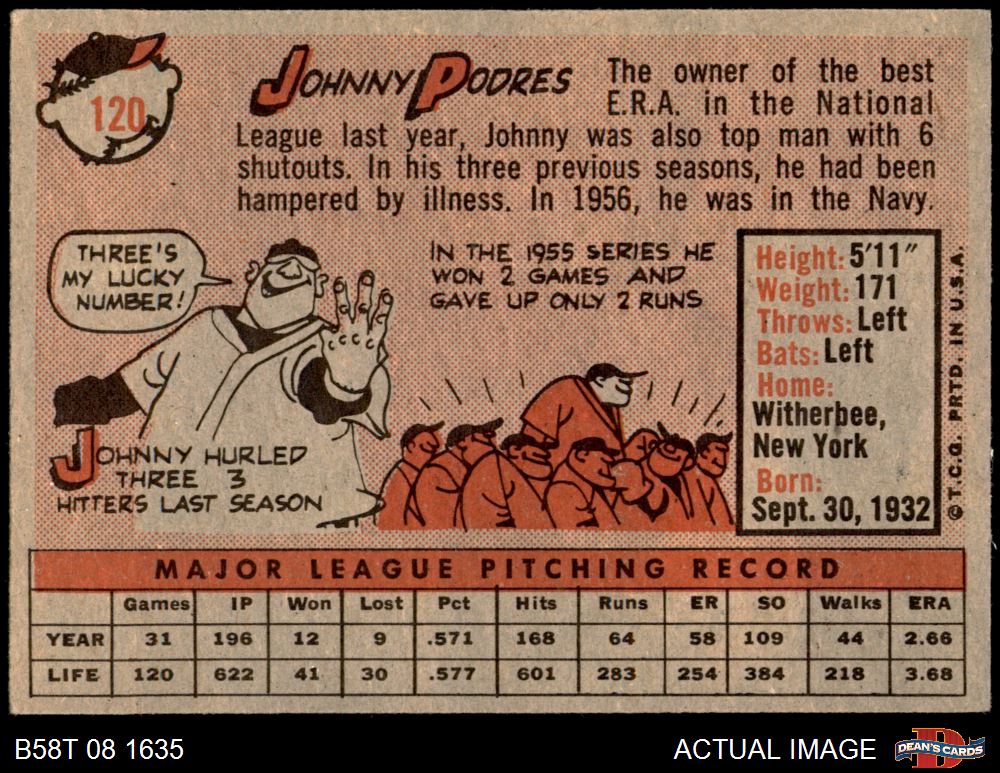 120
JOHNNY PODRES
The owner of the best
E.R.A. in the National
League last year, Johnny was also top man with 6
shutouts. In his three previous seasons, he had been
hampered by illness. In 1956, he was in the Navy.
THREE'S
MY LUCKY
NUMBER!
JOHNNY HURLED
THREE 3
HITTERS LAST SEASON
IN THE 1955 SERIES HE
WON 2 GAMES AND
GAVE UP ONLY 2 RUNS
Height: 5'11"
Weight: 171
Throws: Left
Bats: Left
Home:
Witherbee,
New York
Born:
Sept. 30, 1932
© T.C.G. PRTD. IN U.S.A.
MAJOR LEAGUE PITCHING RECORD
Games IP Won Lost Pct Hits Runs ER SO Walks ERA
YEAR 31 196 12 9 .571 168 64 58 109 44 2.66
LIFE 120 622 41 30 .577 601 283 254 384 218 3.68
B58T 08 1635
ACTUAL IMAGE
D
DEAN'S CARDS